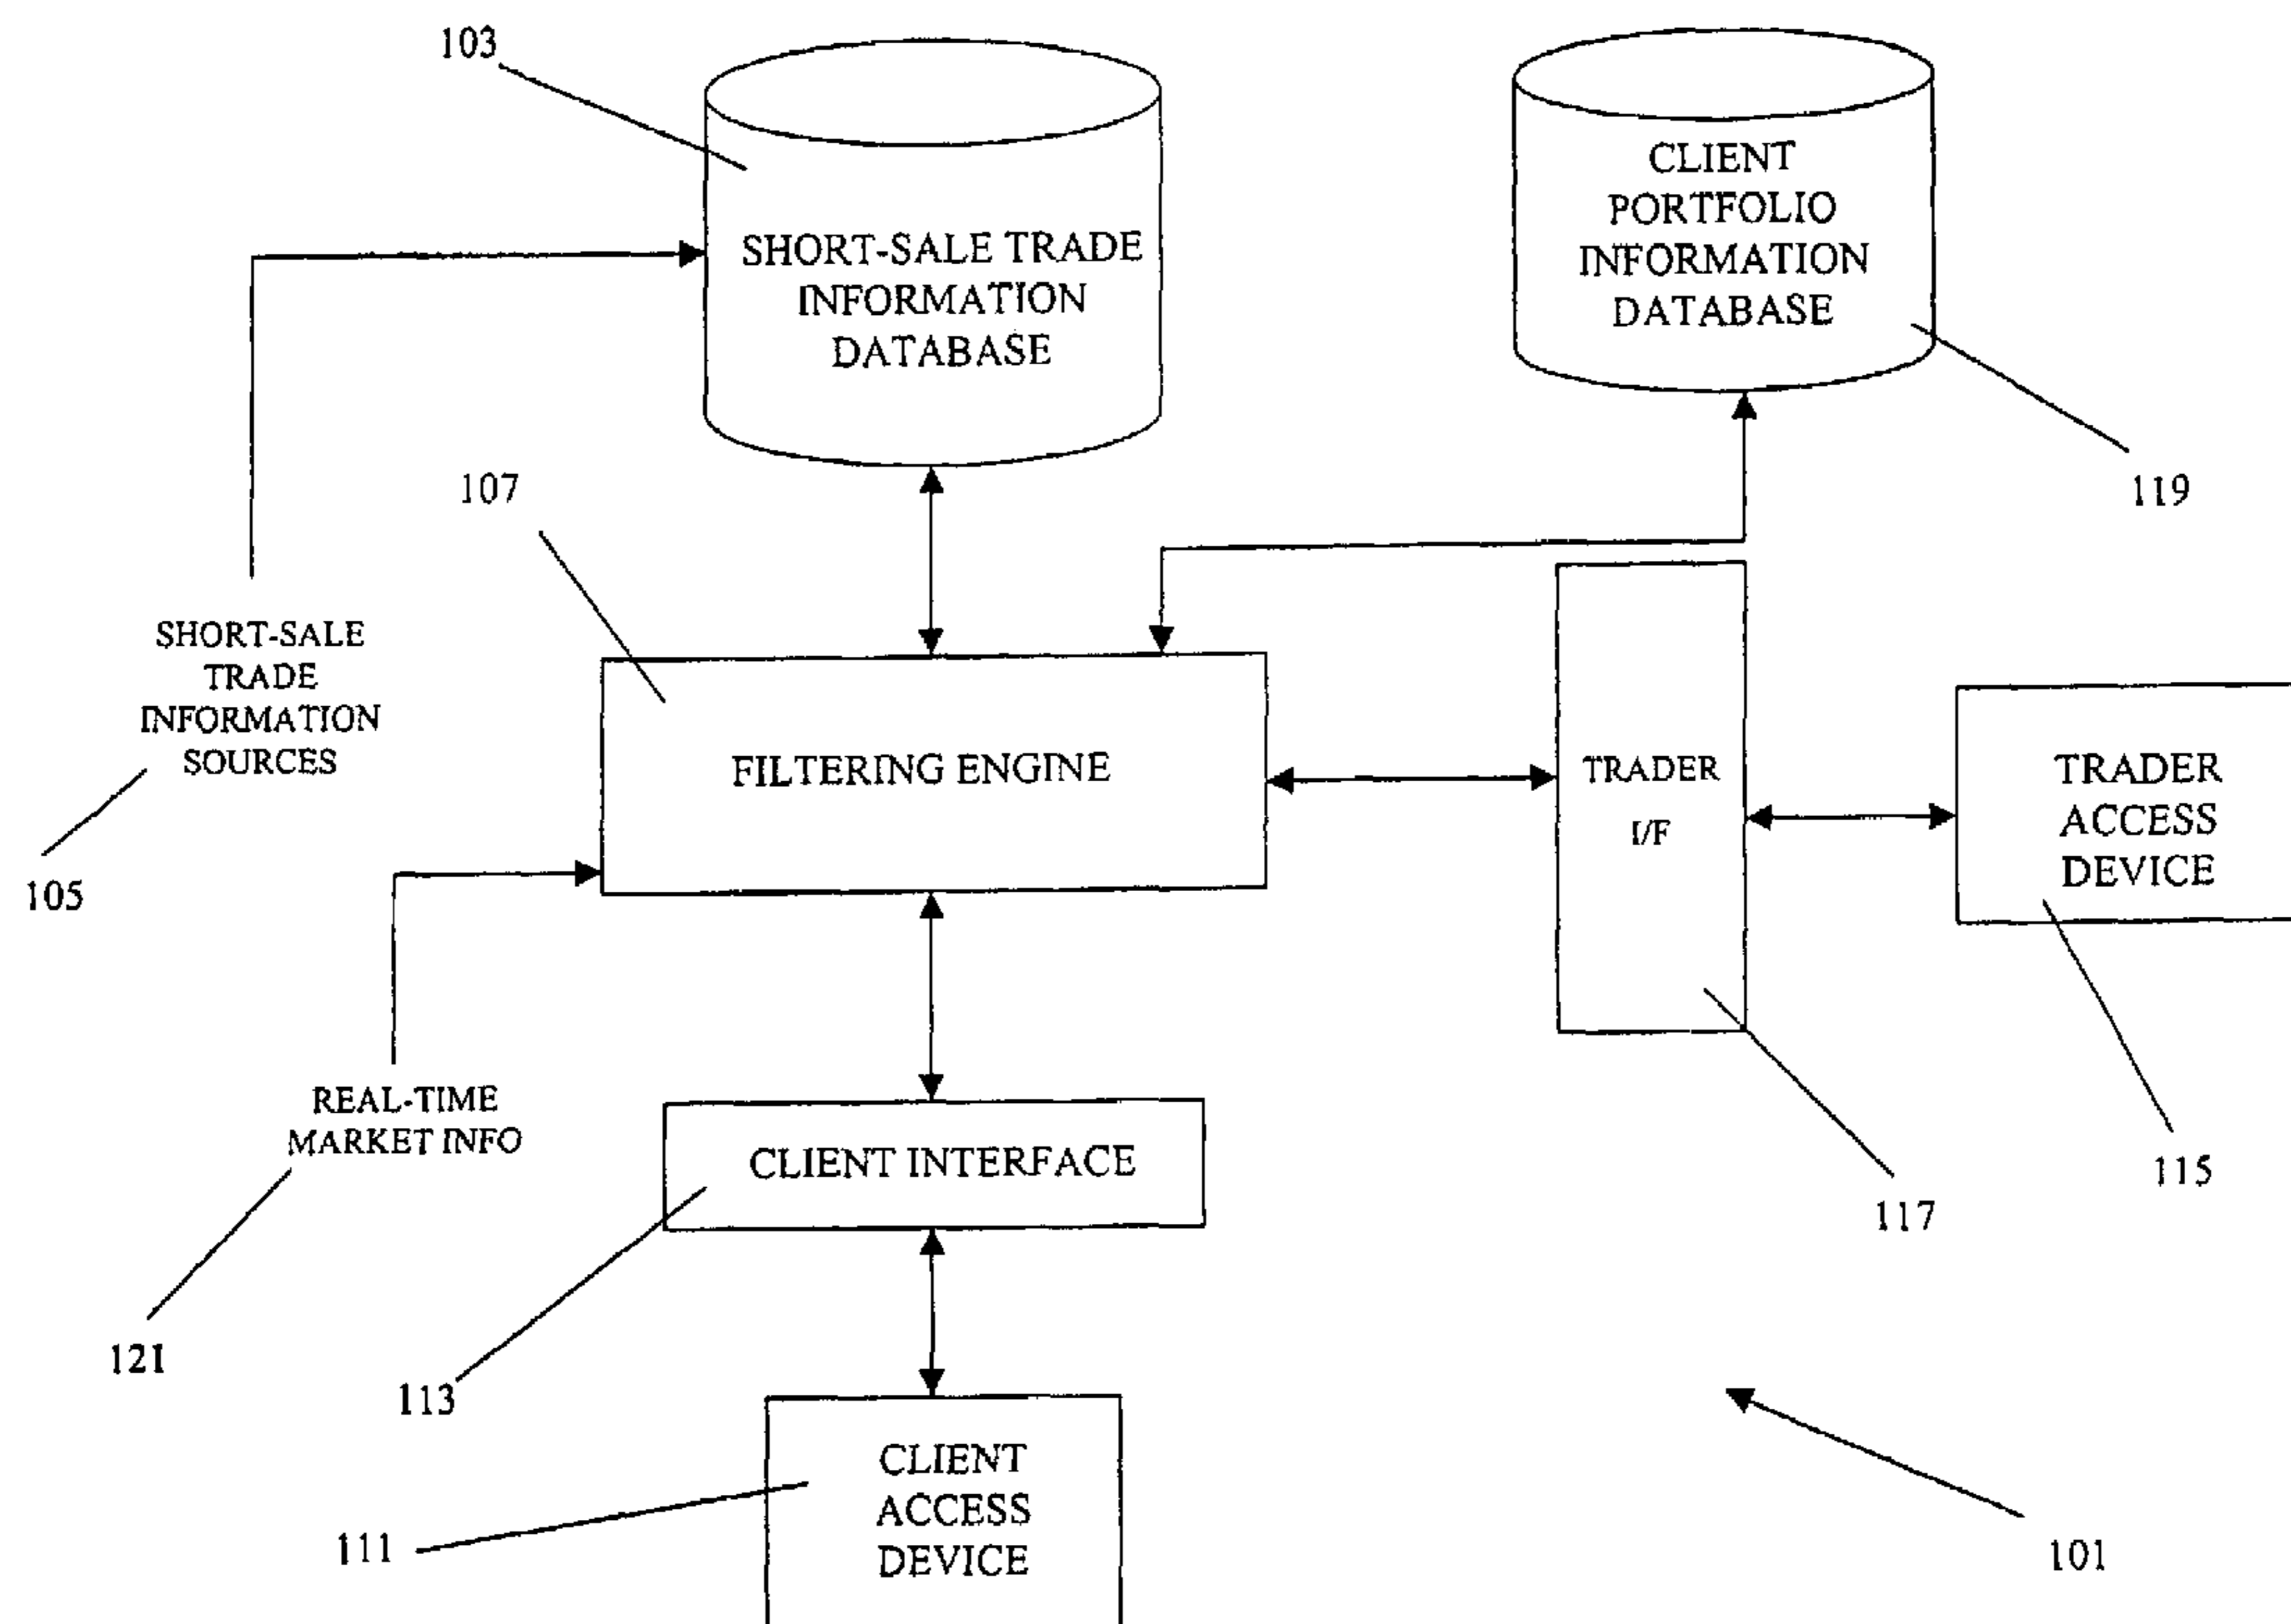 103
SHORT-SALE TRADE
INFORMATION
DATABASE
CLIENT
PORTFOLIO
INFORMATION
DATABASE
119
107
SHORT-SALE
TRADE
INFORMATION
SOURCES
105
FILTERING ENGINE
TRADER
I/F
TRADER
ACCESS
DEVICE
115
117
REAL-TIME
MARKET INFO
121
CLIENT INTERFACE
113
CLIENT
ACCESS
DEVICE
111
101